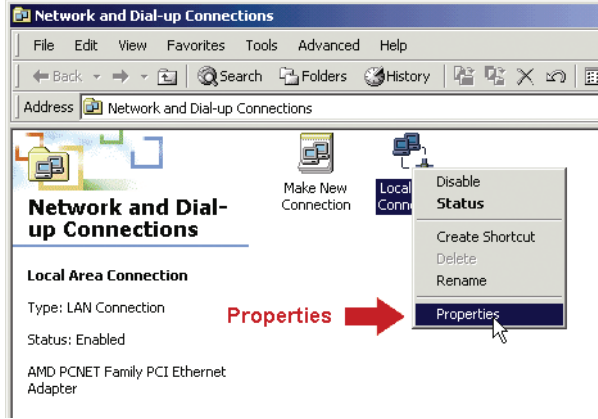 Network and Dial-up Connections
File Edit View Favorites Tools Advanced Help
Back Search Folders History
Address Network and Dial-up Connections
Network and Dial-
up Connections
Local Area Connection
Type: LAN Connection
Status: Enabled
AMD PCNET Family PCI Ethernet
Adapter
Make New
Connection
Local
Conn
Disable
Status
Create Shortcut
Delete
Rename
Properties
Properties